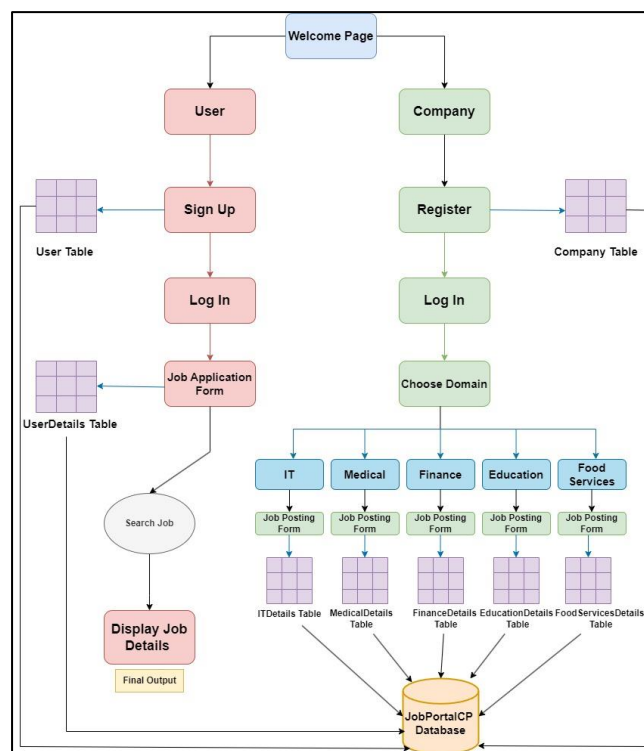 Welcome Page
User
Company
Sign Up
Register
User Table
Company Table
Log In
Log In
Job Application
Form
Choose Domain
UserDetails Table
IT
Medical
Finance
Education
Food
Services
Job Posting
Form
Job Posting
Form
Job Posting
Form
Job Posting
Form
Job Posting
Form
Search Job
ITDetails Table
MedicalDetails
Table
FinanceDetails
Table
EducationDetails
Table
FoodServicesDetails
Table
Display Job
Details
Final Output
JobPortalCP
Database